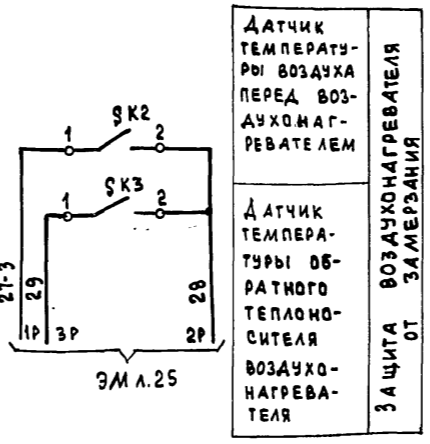 SK2
1 2
SK3
1 2
27-3
29
28
1Р 3Р 2Р
ЭМ л.25
ДАТЧИК
ТЕМПЕРАТУ-
РЫ ВОЗДУХА
ПЕРЕД ВОЗ-
ДУХОНАГ-
РЕВАТЕЛЕМ
ДАТЧИК
ТЕМПЕРА-
ТУРЫ ОБ-
РАТНОГО
ТЕПЛОНО-
СИТЕЛЯ
ВОЗДУХО-
НАГРЕВА-
ТЕЛЯ
ЗАЩИТА ВОЗДУХОНАГРЕВАТЕЛЯ
ОТ ЗАМЕРЗАНИЯ